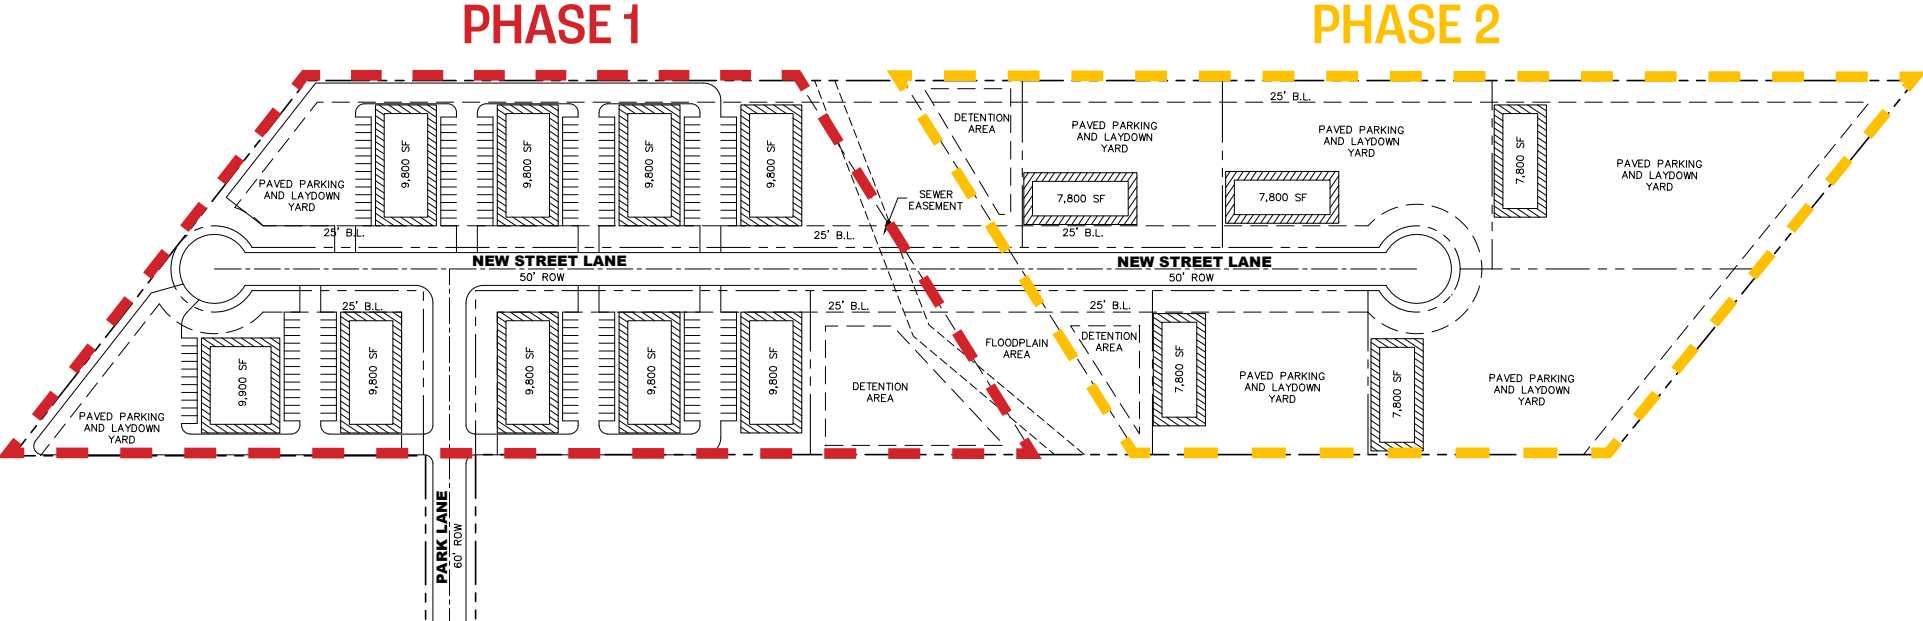 PHASE 1
PHASE 2
25' B.L.
DETENTION
AREA
PAVED PARKING
AND LAYDOWN
YARD
PAVED PARKING
AND LAYDOWN
YARD
PAVED PARKING
AND LAYDOWN
YARD
9,800 SF
9,800 SF
9,800 SF
9,800 SF
7,800 SF
PAVED PARKING
AND LAYDOWN
YARD
SEWER
EASEMENT
7,800 SF
7,800 SF
25' B.L.
25' B.L.
25' B.L.
NEW STREET LANE
50' ROW
NEW STREET LANE
50' ROW
25' B.L.
25' B.L.
25' B.L.
9,900 SF
9,800 SF
9,800 SF
9,800 SF
9,800 SF
FLOODPLAIN
AREA
DETENTION
AREA
7,800 SF
DETENTION
AREA
PAVED PARKING
AND LAYDOWN
YARD
7,800 SF
PAVED PARKING
AND LAYDOWN
YARD
PAVED PARKING
AND LAYDOWN
YARD
PARK LANE
60' ROW